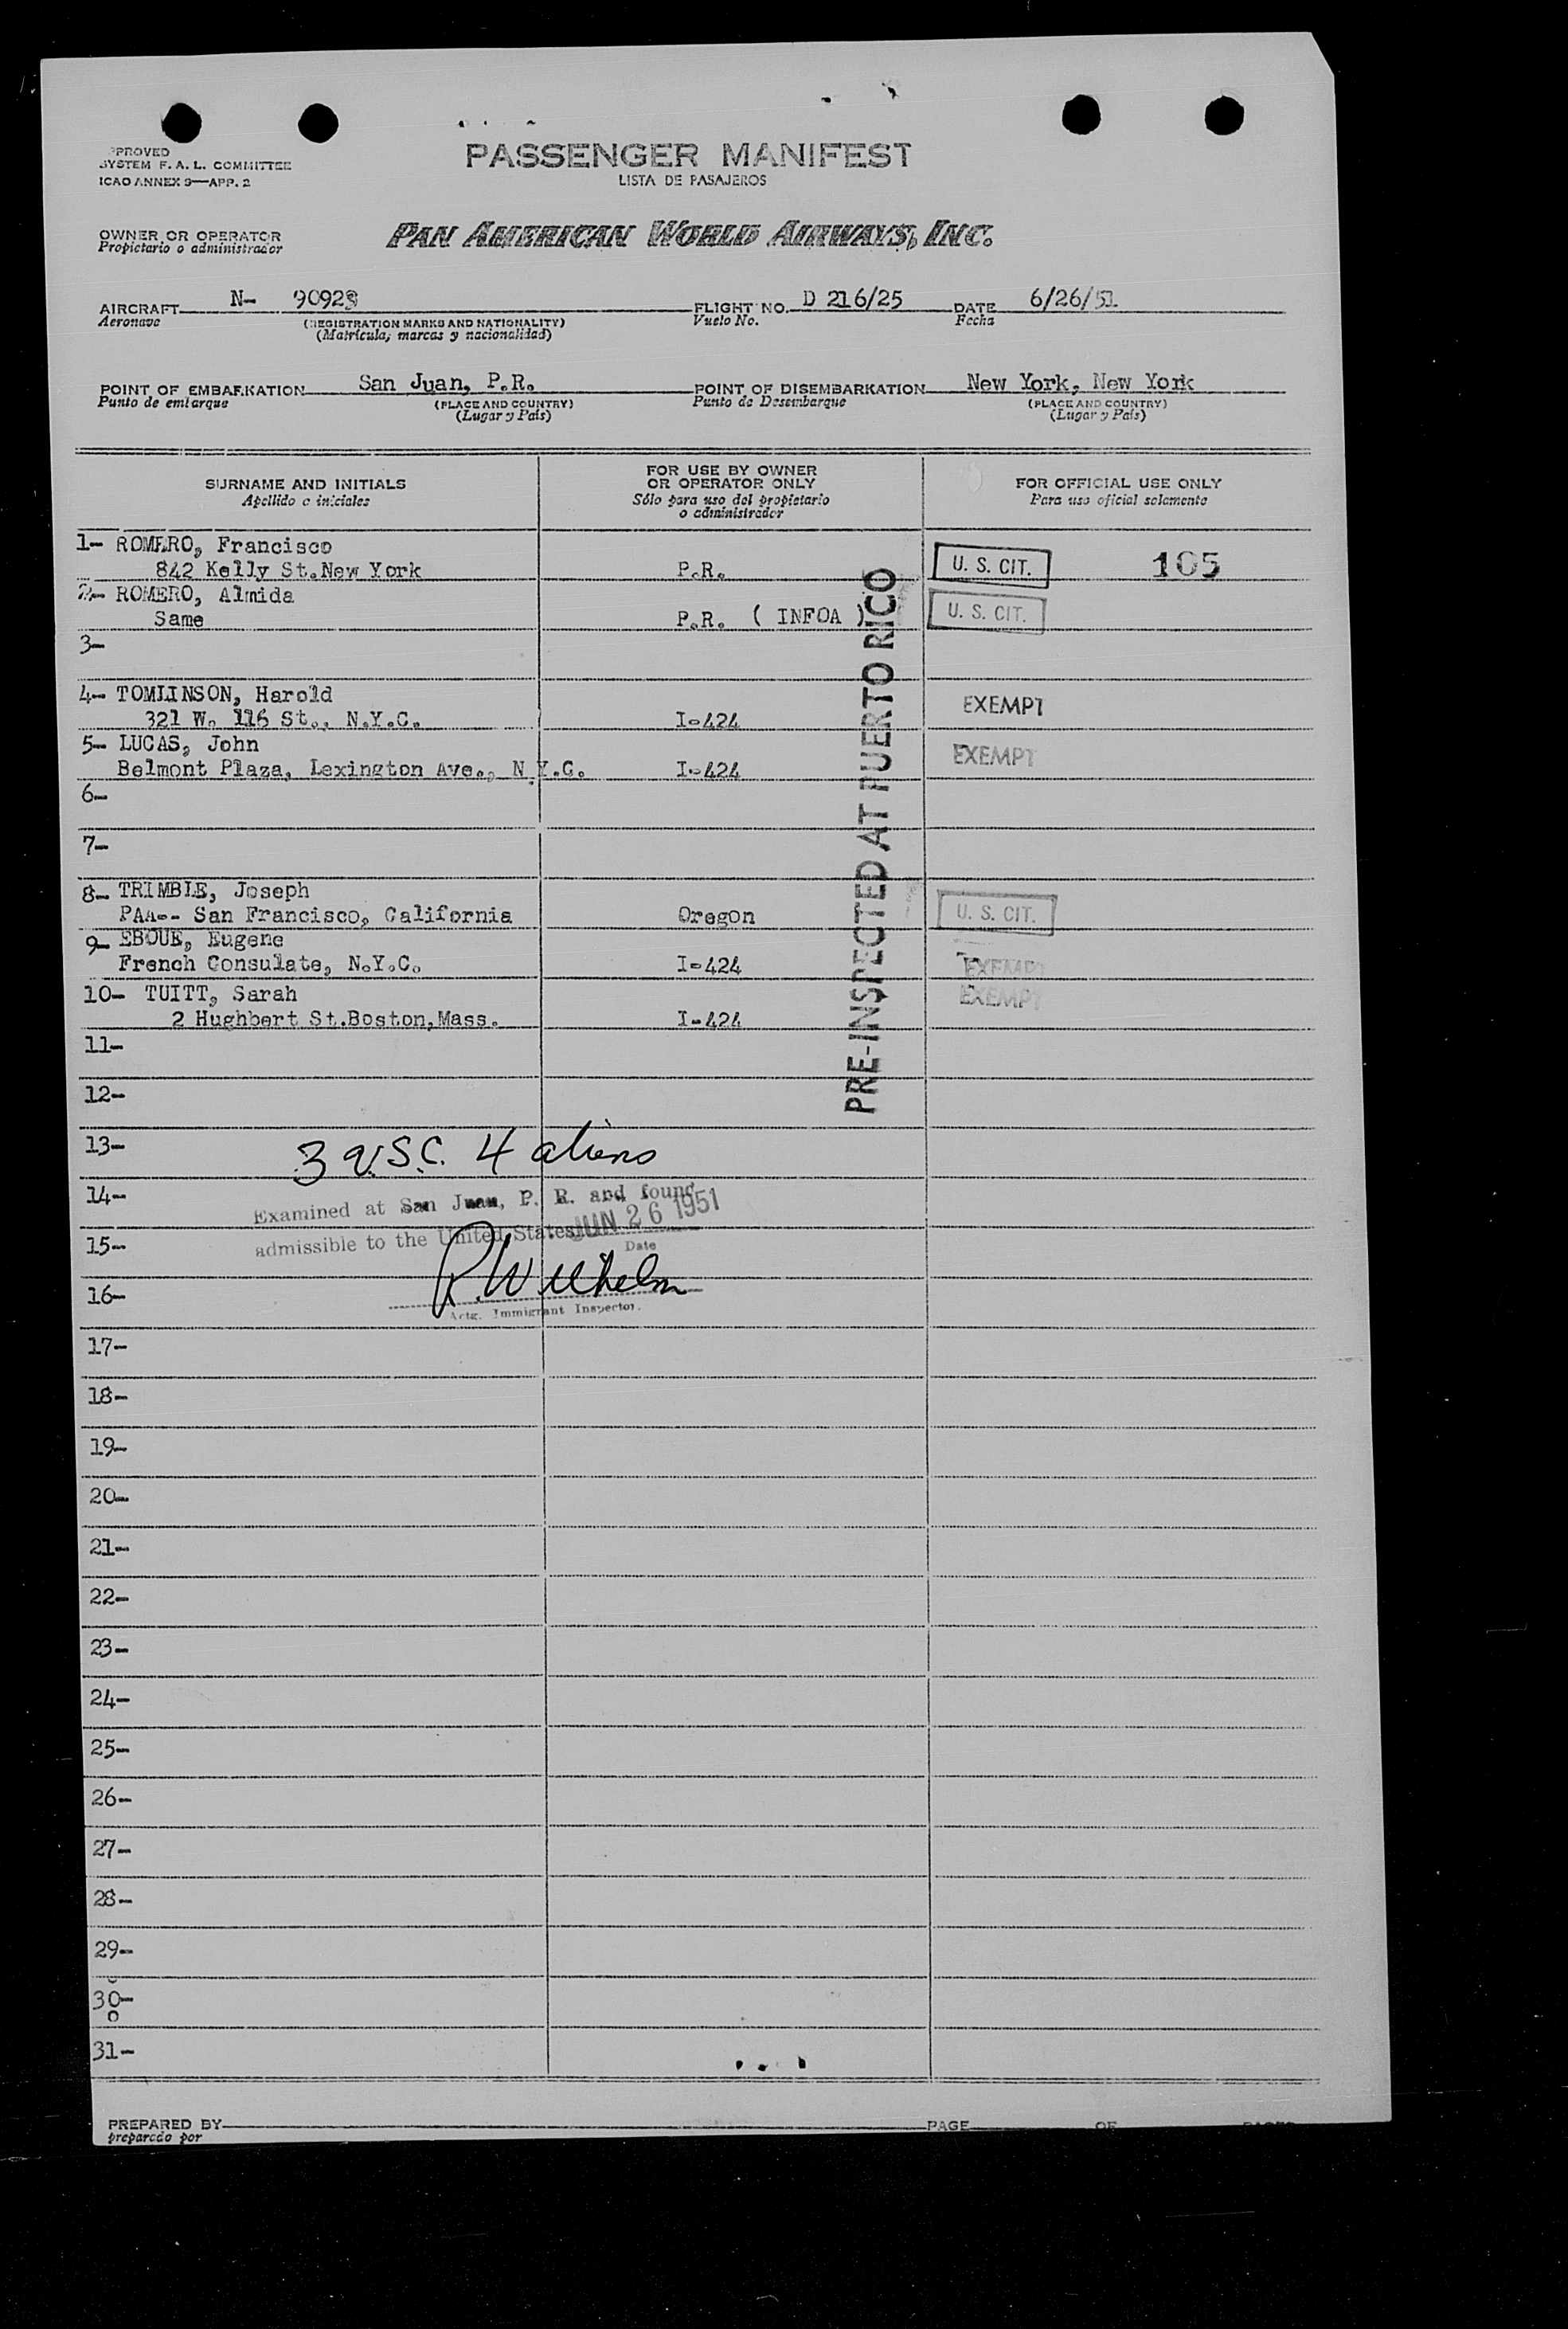 PPROVED
SYSTEM F. A. L. COMMITTEE
ICAO ANNEX 9—APP. 2
PASSENGER MANIFEST
LISTA DE PASAJEROS
OWNER OR OPERATOR
Propietario o administrador
PAN AMERICAN WORLD AIRWAYS, INC.
AIRCRAFT N- 90928
Aeronave
(REGISTRATION MARKS AND NATIONALITY)
(Matrícula, marcas y nacionalidad)
FLIGHT NO. D 216/25
Vuelo No.
DATE 6/26/51
Fecha
POINT OF EMBARKATION San Juan, P.R.
Punto de embarque
(PLACE AND COUNTRY)
(Lugar y País)
POINT OF DISEMBARKATION New York, New York
Punto de Desembarque
(PLACE AND COUNTRY)
(Lugar y País)
SURNAME AND INITIALS
Apellido e iniciales
FOR USE BY OWNER
OR OPERATOR ONLY
Sólo para uso del propietario
o administrador
FOR OFFICIAL USE ONLY
Para uso oficial solamente
1- ROMERO, Francisco
842 Kelly St.New York P.R. U. S. CIT. 105
2- ROMERO, Almida
Same P.R. ( INFOA ) U. S. CIT.
3-
4- TOMLINSON, Harold
321 W. 116 St., N.Y.C. I-424 EXEMPT
5- LUCAS, John
Belmont Plaza, Lexington Ave., N.Y.C. I-424 EXEMPT
6-
7-
8- TRIMBLE, Joseph
PAA-- San Francisco, California Oregon U. S. CIT.
9- EBOUE, Eugene
French Consulate, N.Y.C. I-424 EXEMPT
10- TUITT, Sarah EXEMPT
2 Hughbert St.Boston,Mass. I-424
PRE-INSPECTED AT PUERTO RICO
11-
12-
13- 3 U.S.C. 4 aliens
14- Examined at San Juan, P. R. and found
15- admissible to the United States JUN 26 1951
Date
R. Wilhelm
16-
Actg. Immigrant Inspector.
17-
18-
19-
20-
21-
22-
23-
24-
25-
26-
27-
28-
29-
30-
31-
PREPARED BY
preparado por
PAGE OF PAGES